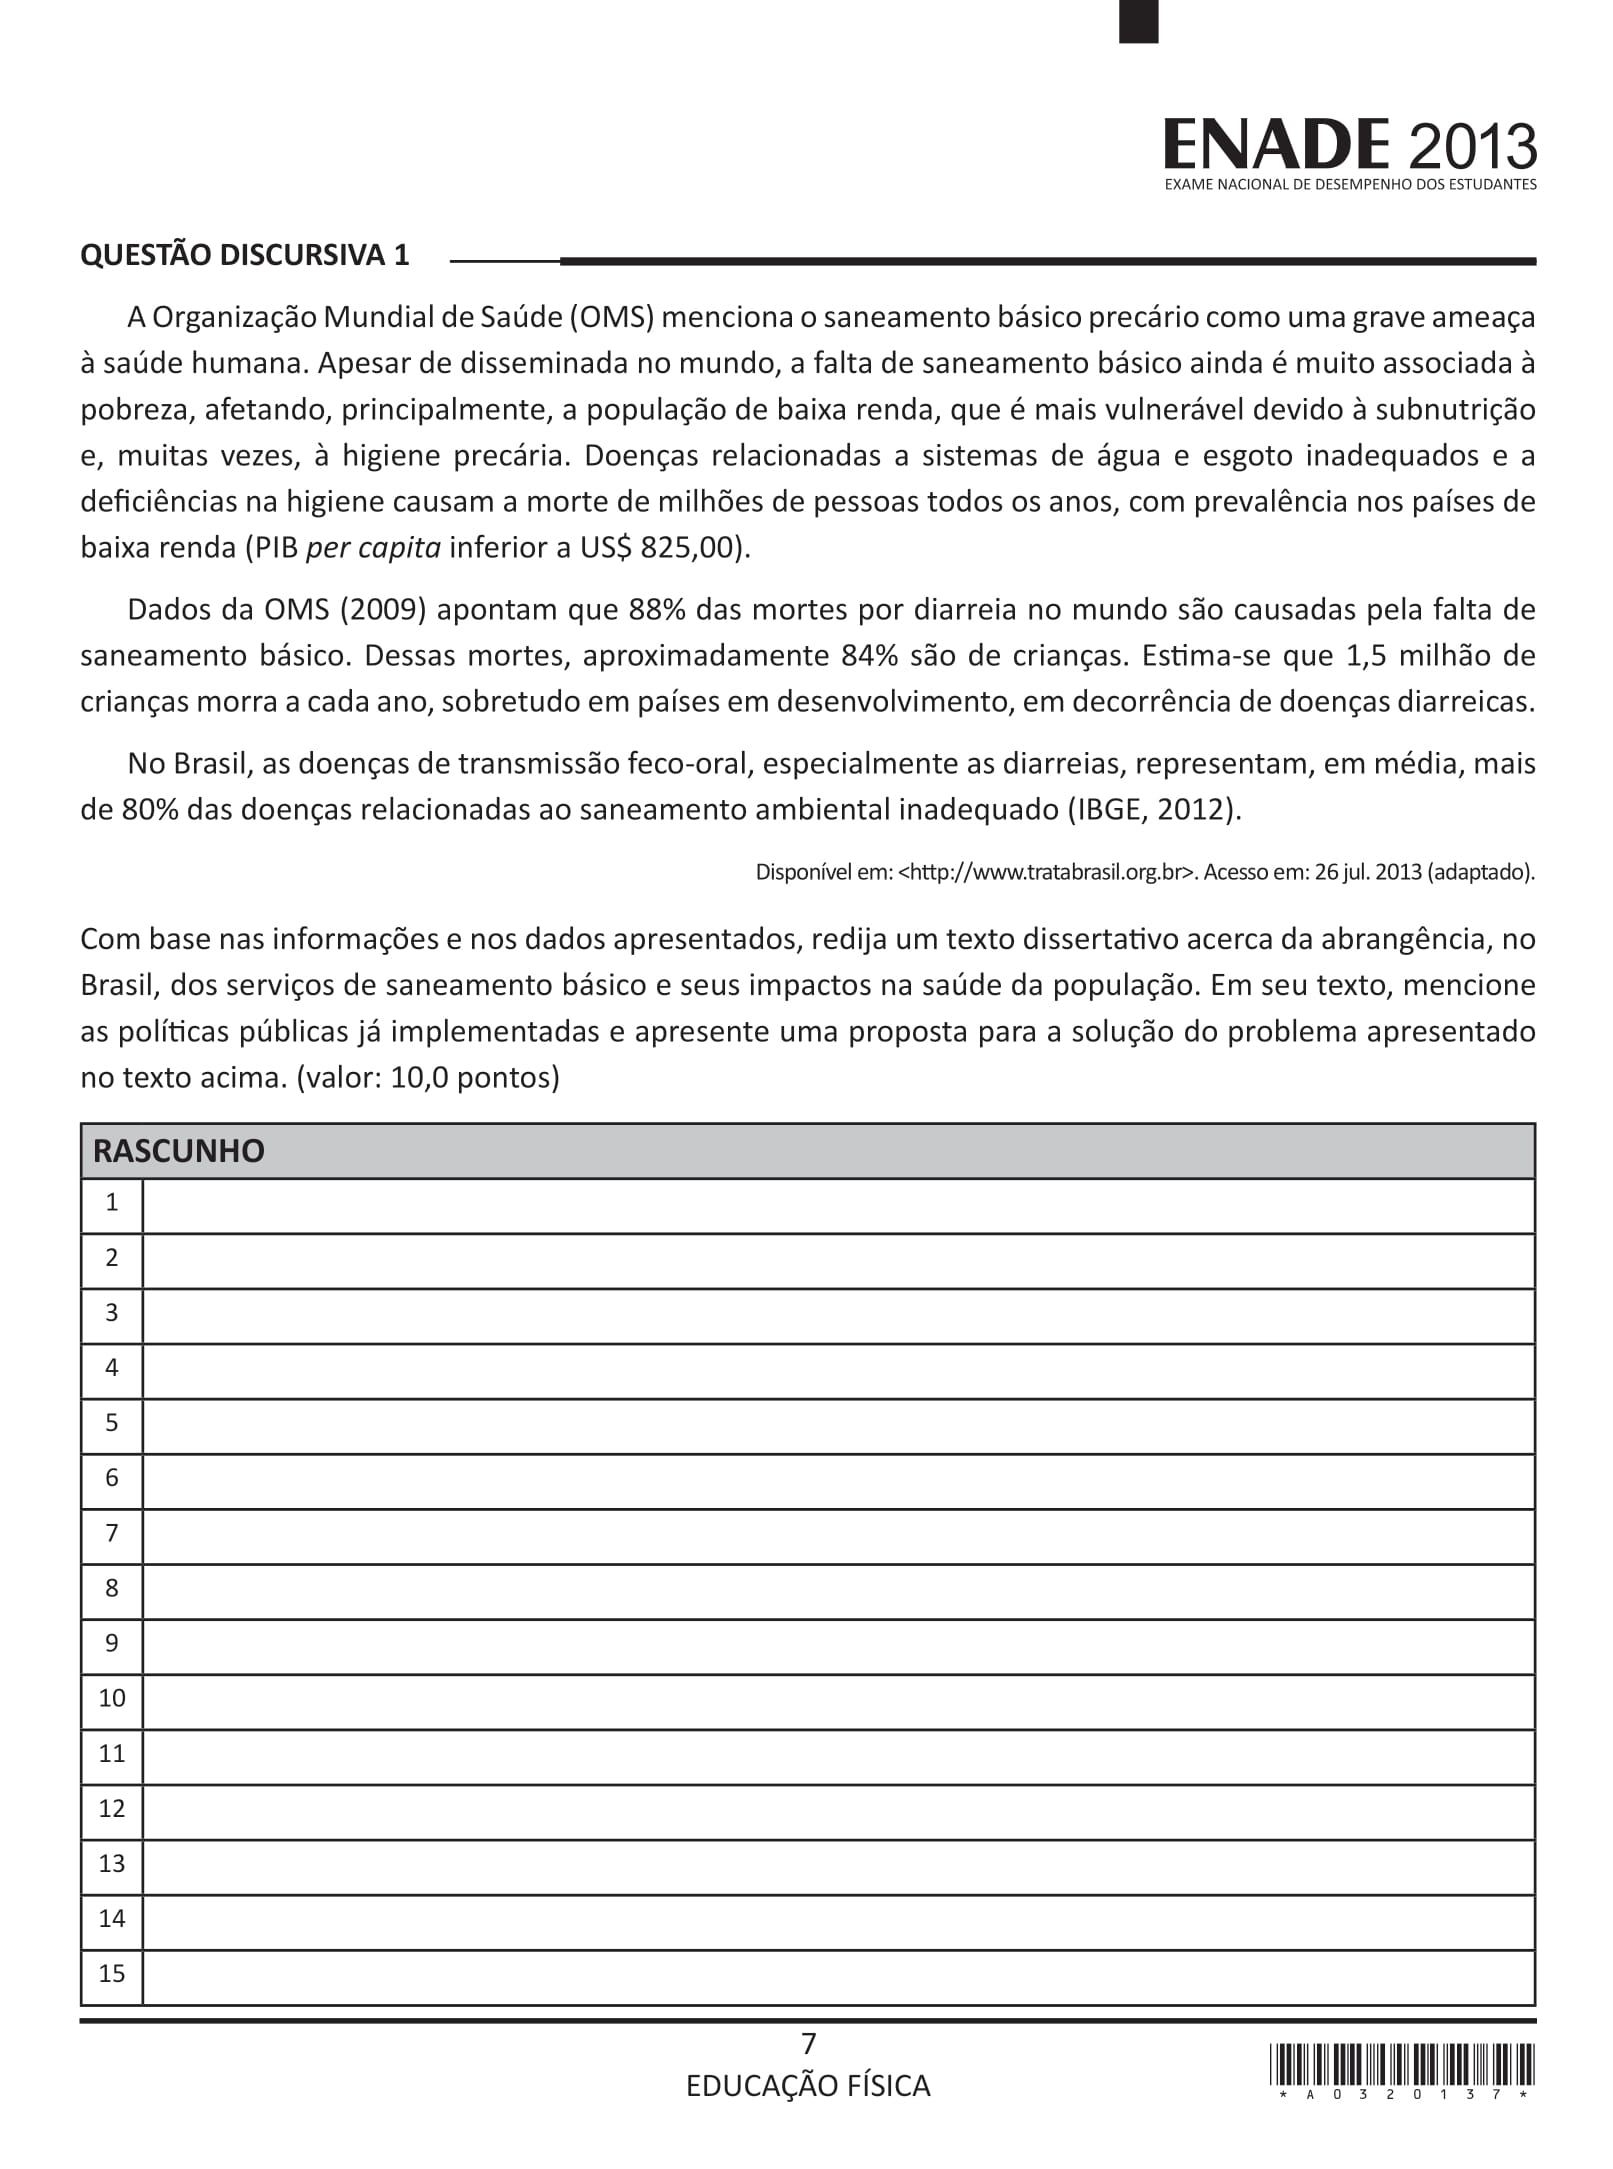 ENADE 2013
EXAME NACIONAL DE DESEMPENHO DOS ESTUDANTES
QUESTÃO DISCURSIVA 1
A Organização Mundial de Saúde (OMS) menciona o saneamento básico precário como uma grave ameaça
à saúde humana. Apesar de disseminada no mundo, a falta de saneamento básico ainda é muito associada à
pobreza, afetando, principalmente, a população de baixa renda, que é mais vulnerável devido à subnutrição
e, muitas vezes, à higiene precária. Doenças relacionadas a sistemas de água e esgoto inadequados e a
deficiências na higiene causam a morte de milhões de pessoas todos os anos, com prevalência nos países de
baixa renda (PIB per capita inferior a US$ 825,00).
Dados da OMS (2009) apontam que 88% das mortes por diarreia no mundo são causadas pela falta de
saneamento básico. Dessas mortes, aproximadamente 84% são de crianças. Estima-se que 1,5 milhão de
crianças morra a cada ano, sobretudo em países em desenvolvimento, em decorrência de doenças diarreicas.
No Brasil, as doenças de transmissão feco-oral, especialmente as diarreias, representam, em média, mais
de 80% das doenças relacionadas ao saneamento ambiental inadequado (IBGE, 2012).
Disponível em: <http://www.tratabrasil.org.br>. Acesso em: 26 jul. 2013 (adaptado).
Com base nas informações e nos dados apresentados, redija um texto dissertativo acerca da abrangência, no
Brasil, dos serviços de saneamento básico e seus impactos na saúde da população. Em seu texto, mencione
as políticas públicas já implementadas e apresente uma proposta para a solução do problema apresentado
no texto acima. (valor: 10,0 pontos)
RASCUNHO
1
2
3
4
5
6
7
8
9
10
11
12
13
14
15
7
EDUCAÇÃO FÍSICA
* A 0 3 2 0 1 3 7 *